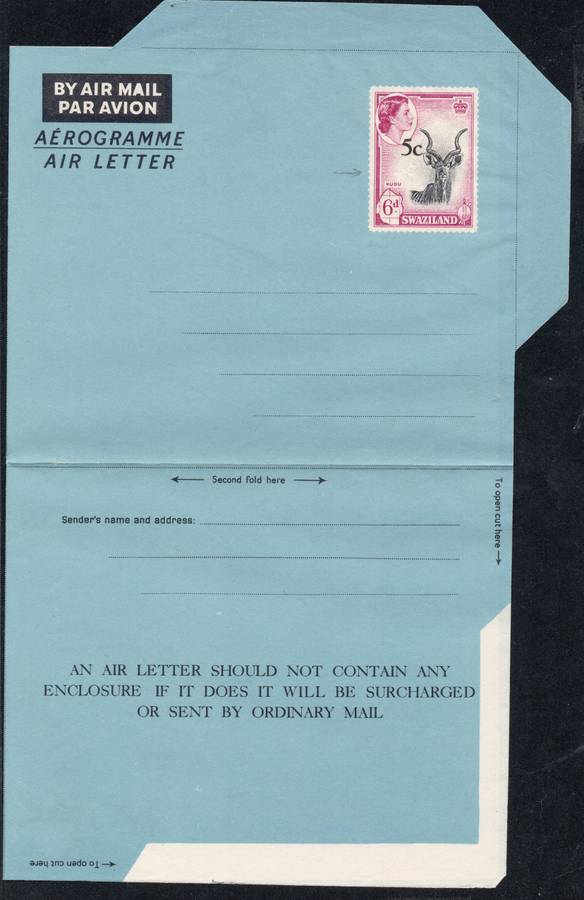 BY AIR MAIL
PAR AVION
AÊROGRAMME
AIR LETTER
5c
KUDU
6d.
SWAZILAND
Second fold here
To open cut here
Sender's name and address:
AN AIR LETTER SHOULD NOT CONTAIN ANY
ENCLOSURE IF IT DOES IT WILL BE SURCHARGED
OR SENT BY ORDINARY MAIL
To open cut here